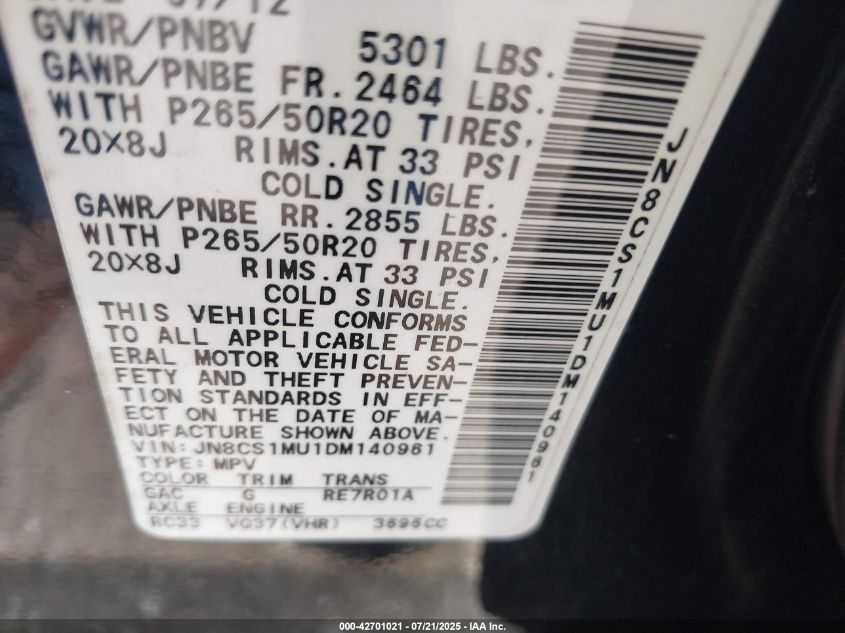 07/12
GVWR/PNBV 5301 LBS.
GAWR/PNBE FR. 2464 LBS.
WITH P265/50R20 TIRES,
20X8J RIMS. AT 33 PSI
COLD SINGLE.
GAWR/PNBE RR. 2855 LBS.
WITH P265/50R20 TIRES,
20X8J RIMS. AT 33 PSI
COLD SINGLE.
THIS VEHICLE CONFORMS
TO ALL APPLICABLE FED-
ERAL MOTOR VEHICLE SA-
FETY AND THEFT PREVEN-
TION STANDARDS IN EFF-
ECT ON THE DATE OF MA-
NUFACTURE SHOWN ABOVE.
VIN: JN8CS1MU1DM140961
TYPE: MPV
COLOR TRIM TRANS
GAC G RE7R01A
AXLE ENGINE
RC33 VQ37(VHR) 3696CC
JN8CS1MU1DM140961
000-42701021 - 07/21/2025 - IAA Inc.